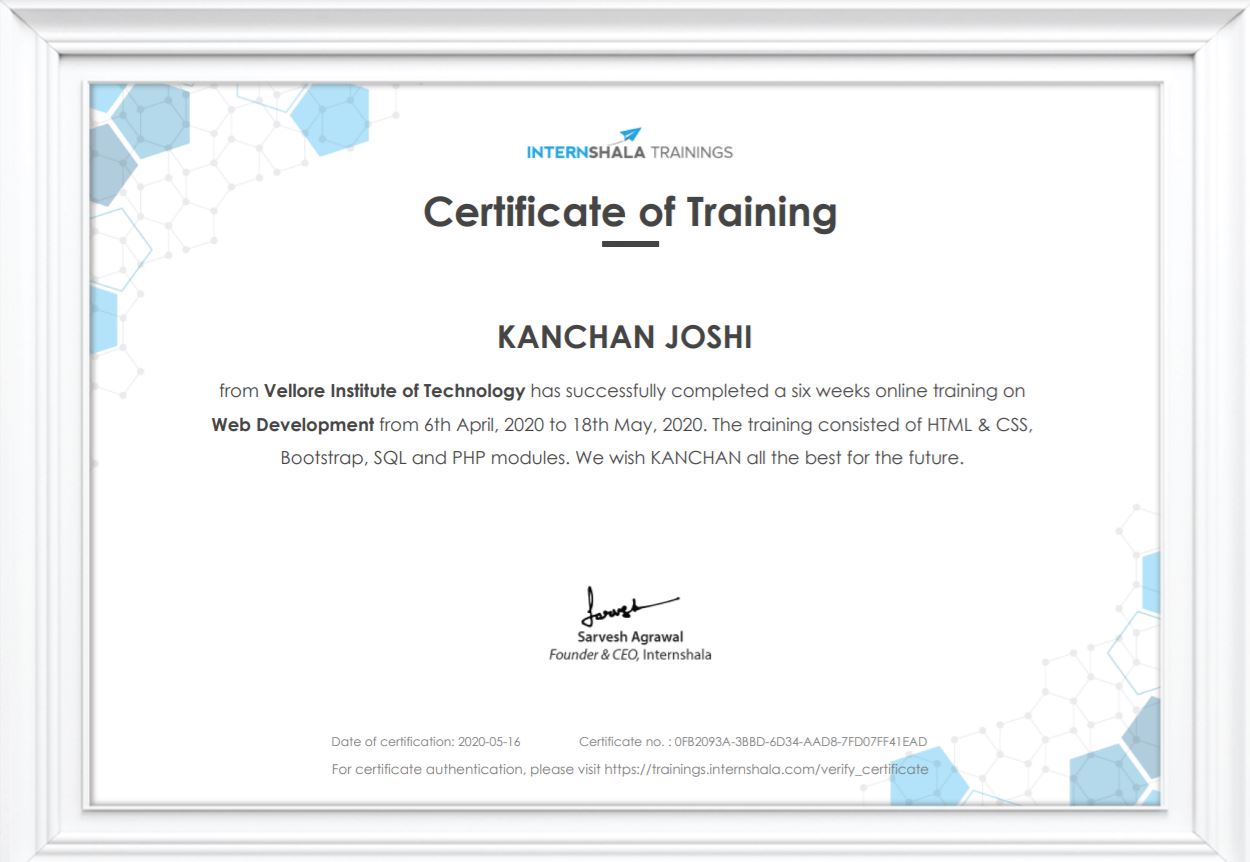 INTERNSHALA TRAININGS
Certificate of Training
KANCHAN JOSHI
from Vellore Institute of Technology has successfully completed a six weeks online training on
Web Development from 6th April, 2020 to 18th May, 2020. The training consisted of HTML & CSS,
Bootstrap, SQL and PHP modules. We wish KANCHAN all the best for the future.
Sarvesh
Sarvesh Agrawal
Founder & CEO, Internshala
Date of certification: 2020-05-16 Certificate no. : 0FB2093A-3BBD-6D34-AAD8-7FD07FF41EAD
For certificate authentication, please visit https://trainings.internshala.com/verify_certificate